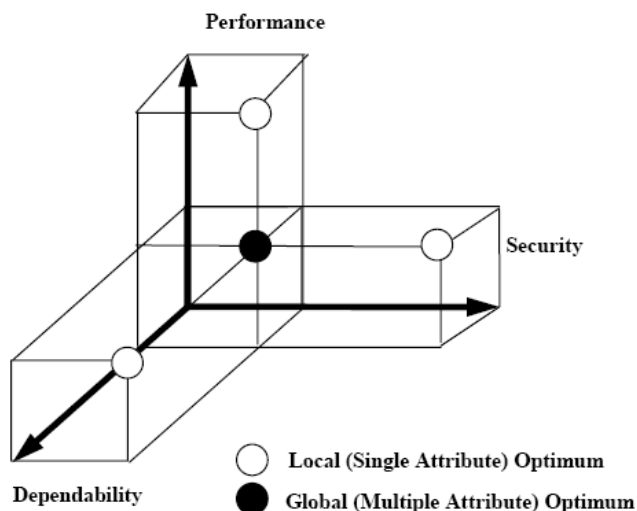 Performance
Security
Local (Single Attribute) Optimum
Dependability
Global (Multiple Attribute) Optimum